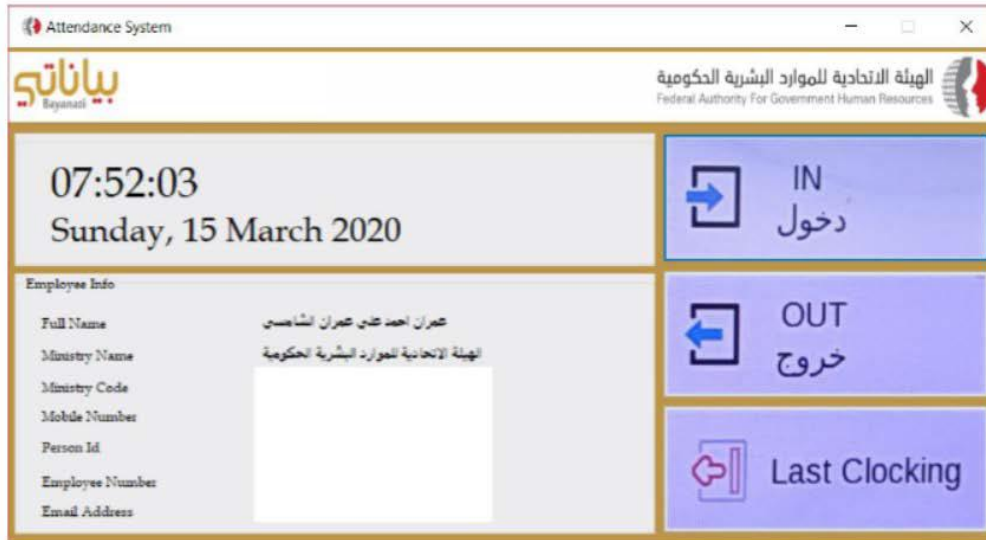 Attendance System
بياناتي
Bayanati
الهيئة الاتحادية للموارد البشرية الحكومية
Federal Authority For Government Human Resources
07:52:03
Sunday, 15 March 2020
IN
دخول
OUT
خروج
Last Clocking
Employee Info
Full Name عمران احمد علي عمران الشامسي
Ministry Name الهيئة الاتحادية للموارد البشرية الحكومية
Ministry Code
Mobile Number
Person Id
Employee Number
Email Address